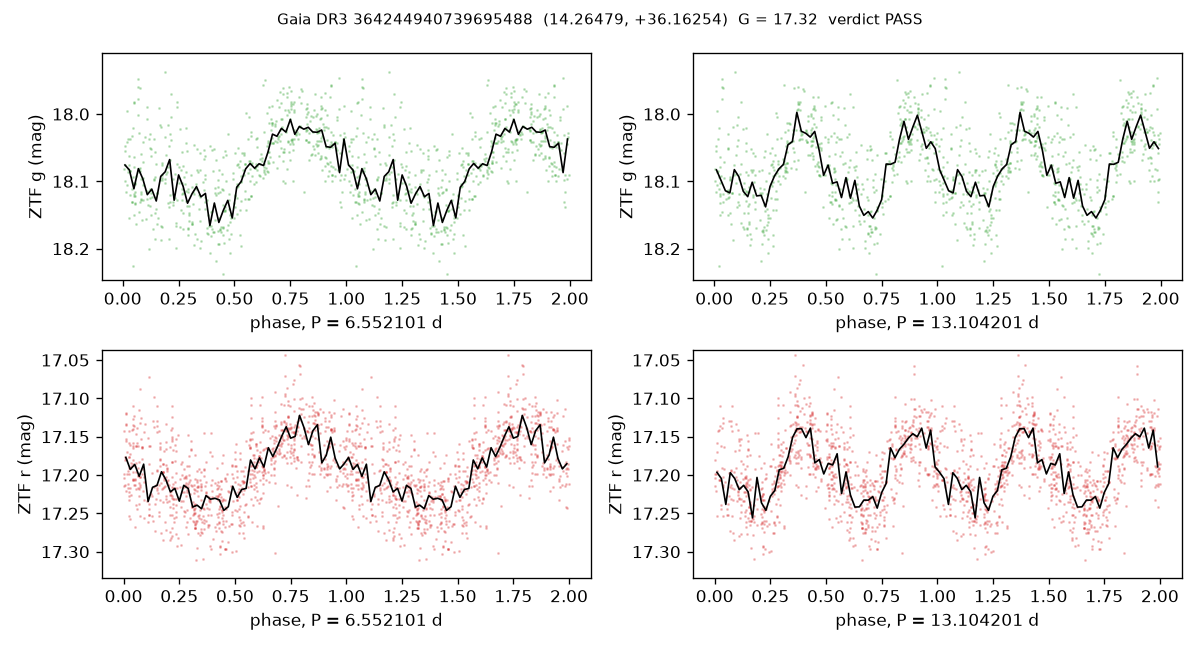 Gaia DR3 364244940739695488 (14.26479, +36.16254) G = 17.32 verdict PASS
ZTF g (mag)
18.0
18.1
18.2
0.00 0.25 0.50 0.75 1.00 1.25 1.50 1.75 2.00
phase, P = 6.552101 d
ZTF g (mag)
18.0
18.1
18.2
0.00 0.25 0.50 0.75 1.00 1.25 1.50 1.75 2.00
phase, P = 13.104201 d
ZTF r (mag)
17.05
17.10
17.15
17.20
17.25
17.30
0.00 0.25 0.50 0.75 1.00 1.25 1.50 1.75 2.00
phase, P = 6.552101 d
ZTF r (mag)
17.05
17.10
17.15
17.20
17.25
17.30
0.00 0.25 0.50 0.75 1.00 1.25 1.50 1.75 2.00
phase, P = 13.104201 d